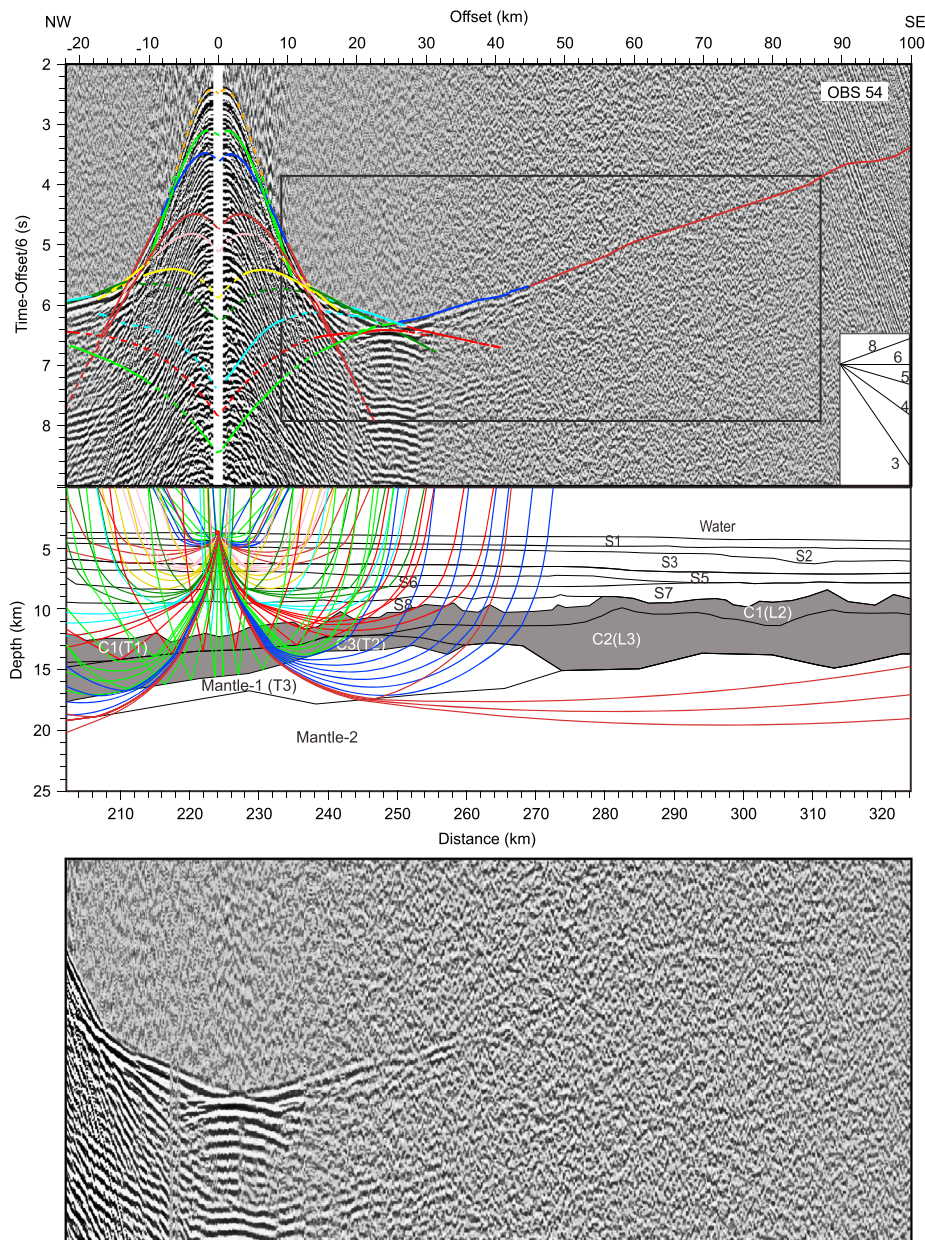 NW Offset (km) SE
-20 -10 0 10 20 30 40 50 60 70 80 90 100
OBS 54
Time-Offset/6 (s)
2
3
4
5
6
7
8
8
6
5
4
3
Water
S1
S2
S3
S5
S6
S7
S8
C1(L2)
C1(T1)
C3(T2)
C2(L3)
Mantle-1 (T3)
Mantle-2
Depth (km)
5
10
15
20
25
210 220 230 240 250 260 270 280 290 300 310 320
Distance (km)